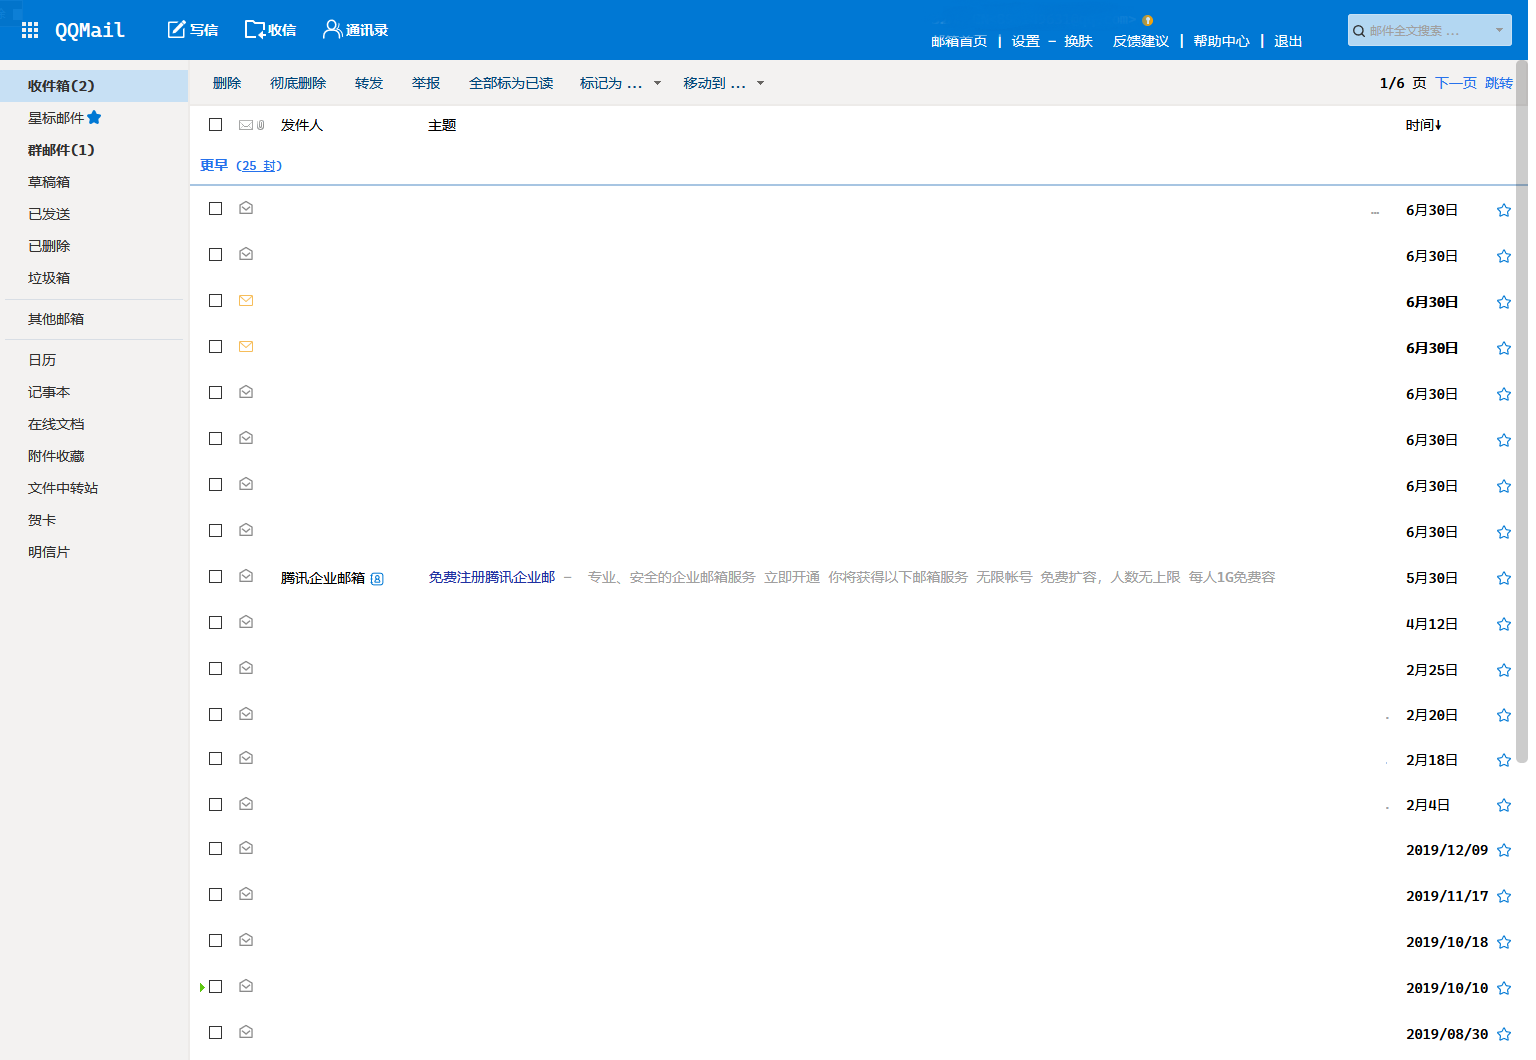 QQMail 写信 收信 通讯录
邮箱首页 | 设置 - 换肤 反馈建议 | 帮助中心 | 退出
邮件全文搜索 ...
收件箱(2)
星标邮件
群邮件(1)
草稿箱
已发送
已删除
垃圾箱
其他邮箱
日历
记事本
在线文档
附件收藏
文件中转站
贺卡
明信片
删除 彻底删除 转发 举报 全部标为已读 标记为 ... 移动到 ... 1/6 页 下一页 跳转
发件人 主题 时间↓
更早 (25 封)
... 6月30日
6月30日
6月30日
6月30日
6月30日
6月30日
6月30日
6月30日
腾讯企业邮箱 免费注册腾讯企业邮 - 专业、安全的企业邮箱服务 立即开通 你将获得以下邮箱服务 无限帐号 免费扩容，人数无上限 每人1G免费容 5月30日
4月12日
2月25日
2月20日
2月18日
2月4日
2019/12/09
2019/11/17
2019/10/18
2019/10/10
2019/08/30